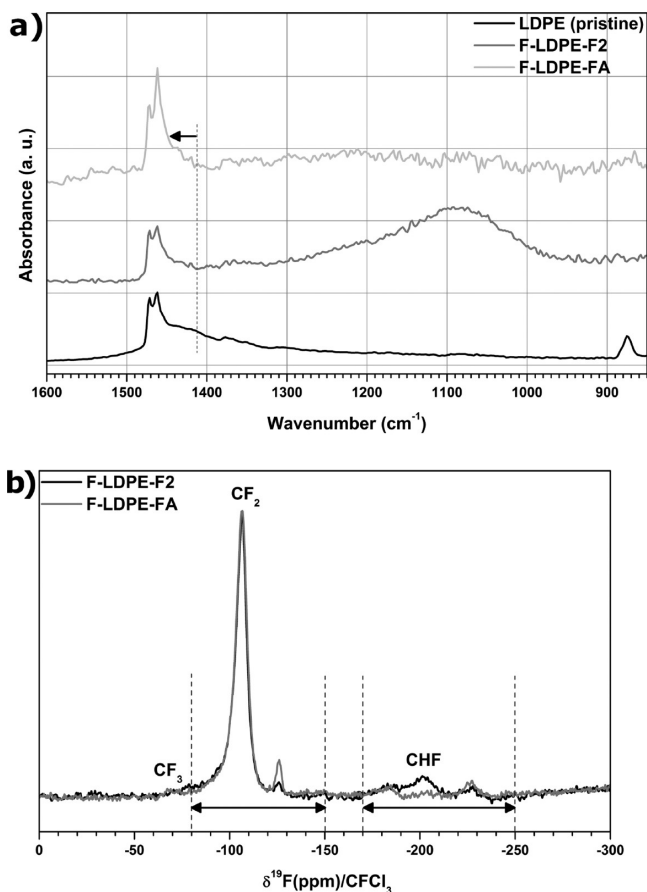 a)
LDPE (pristine)
F-LDPE-F2
F-LDPE-FA
Absorbance (a. u.)
1600 1500 1400 1300 1200 1100 1000 900
Wavenumber (cm⁻¹)
b)
F-LDPE-F2
F-LDPE-FA
CF₂
CF₃
CHF
0 -50 -100 -150 -200 -250 -300
δ¹⁹F(ppm)/CFCl₃